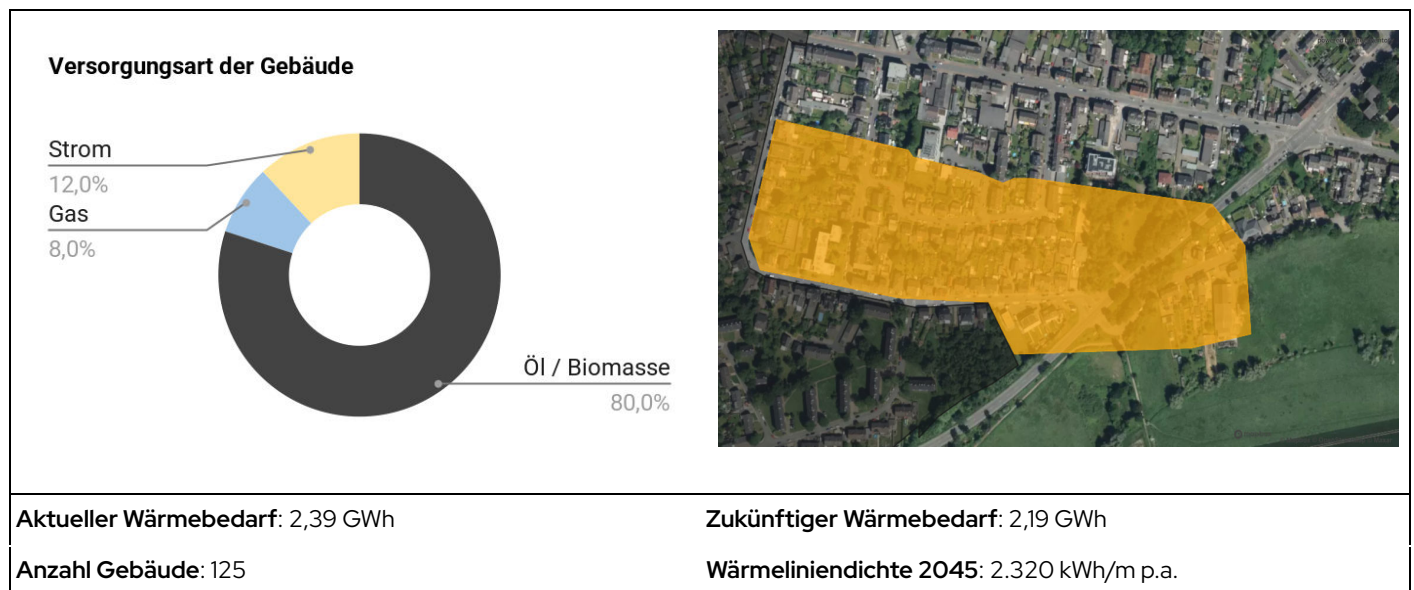 Versorgungsart der Gebäude
Strom
12,0%
Gas
8,0%
Öl / Biomasse
80,0%
Aktueller Wärmebedarf: 2,39 GWh
Zukünftiger Wärmebedarf: 2,19 GWh
Anzahl Gebäude: 125
Wärmeliniendichte 2045: 2.320 kWh/m p.a.